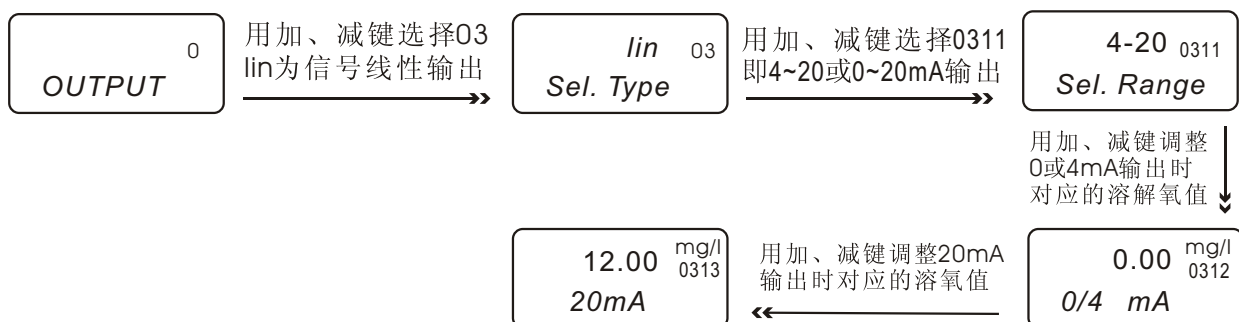 0
OUTPUT
用加、减键选择03
lin为信号线性输出
lin 03
Sel. Type
用加、减键选择0311
即4~20或0~20mA输出
4-20 0311
Sel. Range
用加、减键调整
0或4mA输出时
对应的溶解氧值
0.00 mg/l
0312
0/4 mA
用加、减键调整20mA
输出时对应的溶氧值
12.00 mg/l
0313
20mA